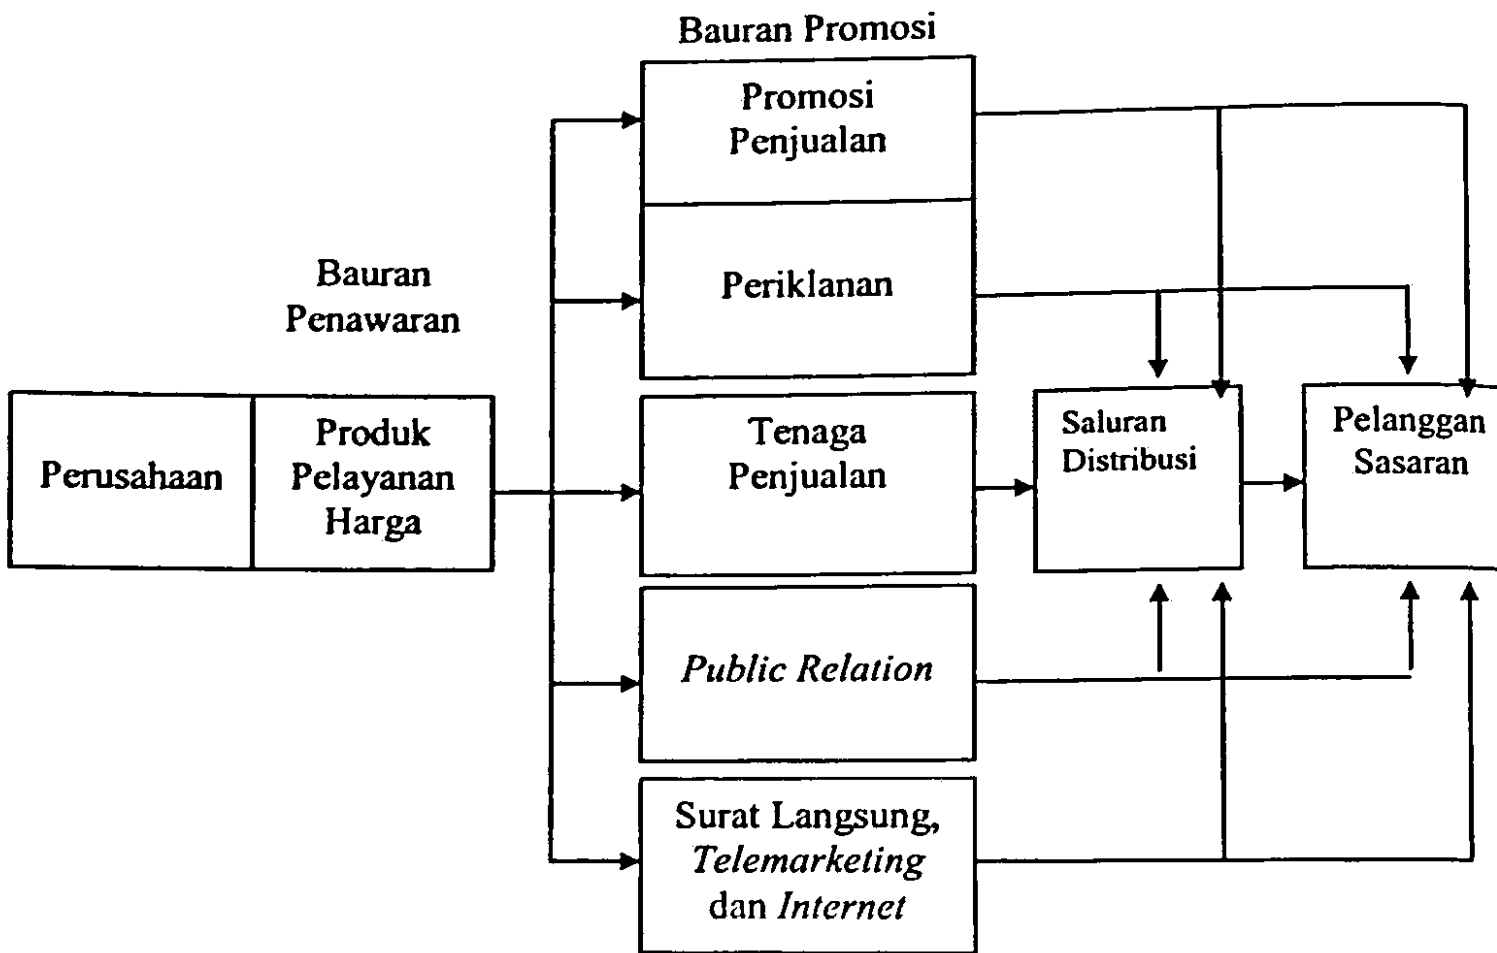 Bauran Promosi
Promosi
Penjualan
Periklanan
Bauran
Penawaran
Perusahaan
Produk
Pelayanan
Harga
Tenaga
Penjualan
Saluran
Distribusi
Pelanggan
Sasaran
Public Relation
Surat Langsung,
Telemarketing
dan Internet